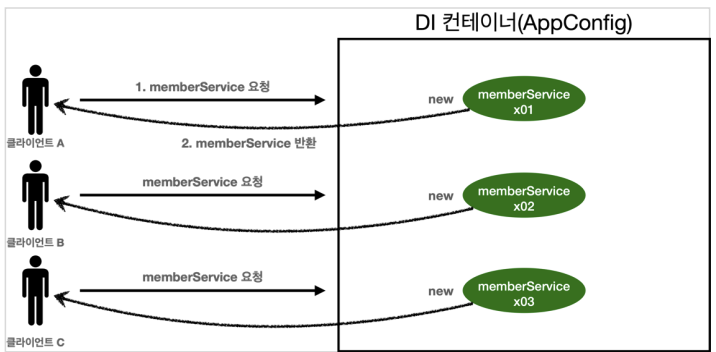 DI 컨테이너(AppConfig)
1. memberService 요청
new
memberService
x01
클라이언트 A
2. memberService 반환
memberService 요청
new
memberService
x02
클라이언트 B
memberService 요청
new
memberService
x03
클라이언트 C